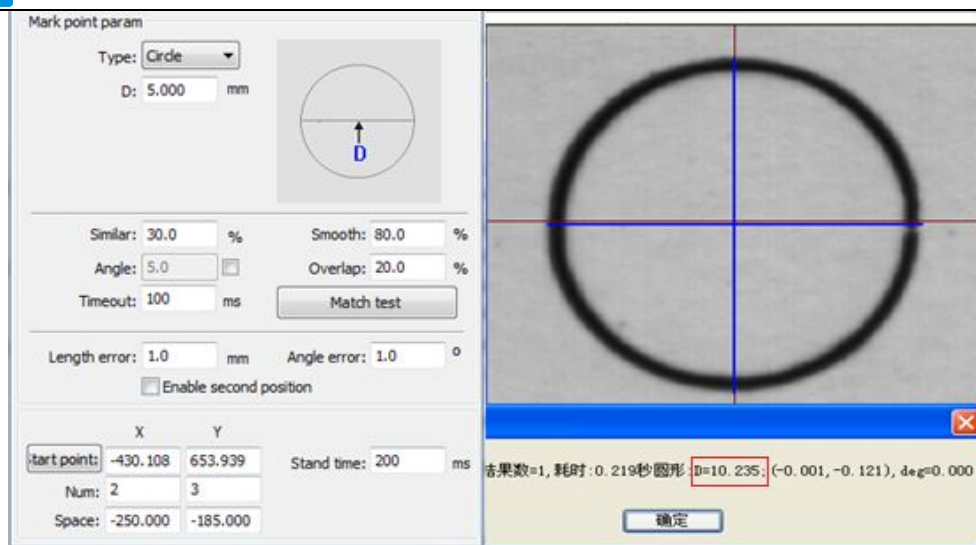 Mark point param
Type: Circle
D: 5.000 mm
D
Similar: 30.0 % Smooth: 80.0 %
Angle: 5.0 Overlap: 20.0 %
Timeout: 100 ms Match test
Length error: 1.0 mm Angle error: 1.0 °
Enable second position
X Y
tart point: -430.108 653.939 Stand time: 200 ms
Num: 2 3
Space: -250.000 -185.000
结果数=1,耗时:0.219秒圆形:D=10.235;(-0.001,-0.121),deg=0.000
确定